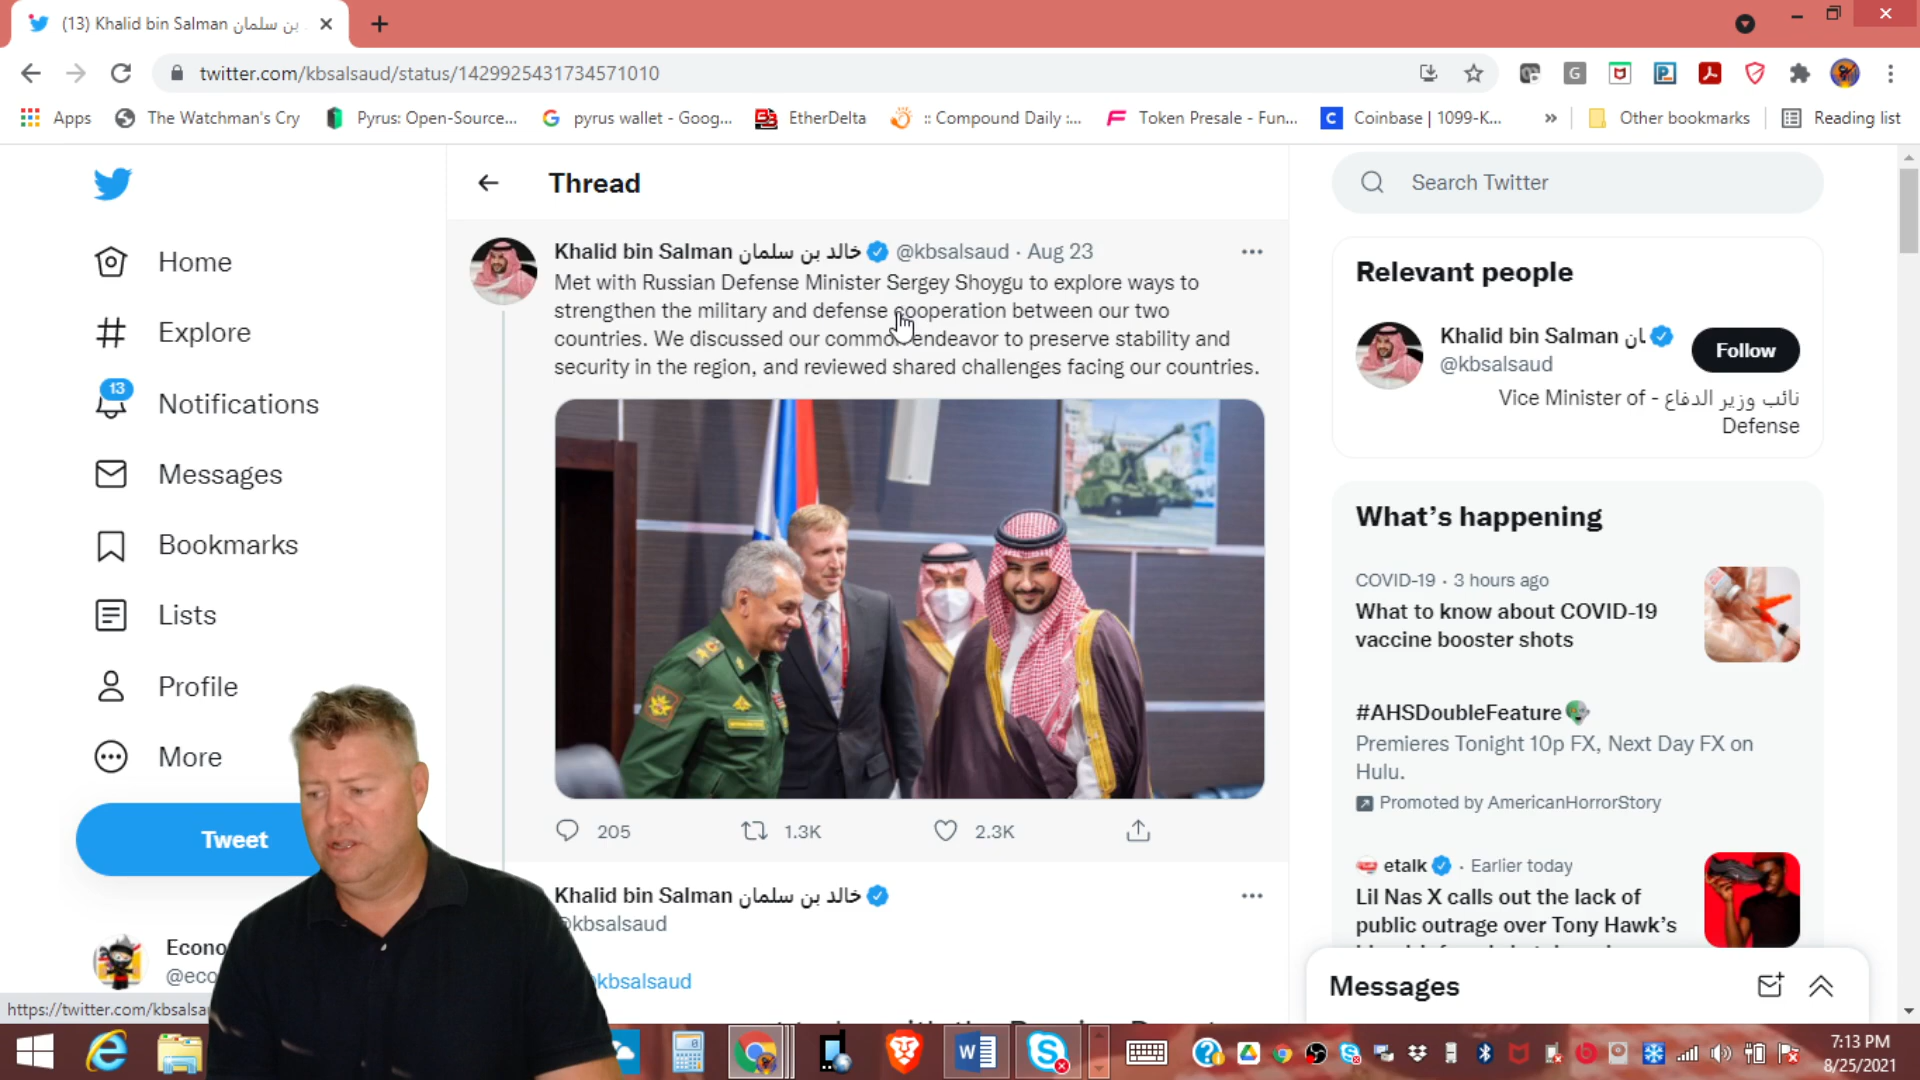 (13) Khalid bin Salman خالد بن سلمان
twitter.com/kbsalsaud/status/1429925431734571010
Apps
The Watchman's Cry
Pyrus: Open-Source...
pyrus wallet - Goog...
EtherDelta
:: Compound Daily :...
Token Presale - Fun...
Coinbase | 1099-K...
»
Other bookmarks
Reading list
Home
Explore
13
Notifications
Messages
Bookmarks
Lists
Profile
More
Tweet
Econo
@eco
https://twitter.com/kbsalsa
Thread
Khalid bin Salman خالد بن سلمان @kbsalsaud · Aug 23
Met with Russian Defense Minister Sergey Shoygu to explore ways to
strengthen the military and defense cooperation between our two
countries. We discussed our common endeavor to preserve stability and
security in the region, and reviewed shared challenges facing our countries.
205
1.3K
2.3K
Khalid bin Salman خالد بن سلمان
@kbsalsaud
kbsalsaud
Search Twitter
Relevant people
Khalid bin Salman
@kbsalsaud
Follow
نائب وزير الدفاع - Vice Minister of
Defense
What's happening
COVID-19 · 3 hours ago
What to know about COVID-19
vaccine booster shots
#AHSDoubleFeature
Premieres Tonight 10p FX, Next Day FX on
Hulu.
Promoted by AmericanHorrorStory
etalk · Earlier today
Lil Nas X calls out the lack of
public outrage over Tony Hawk's
Messages
7:13 PM
8/25/2021